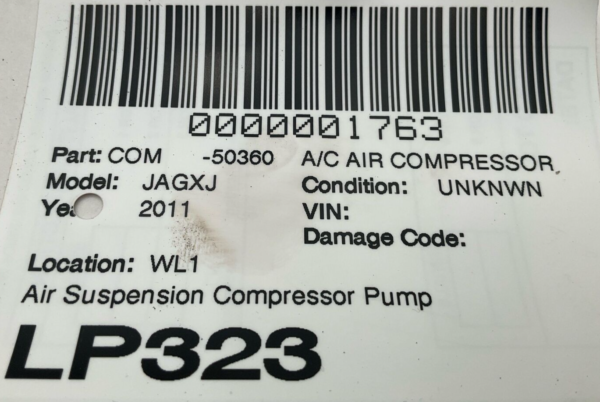 0000001763
Part: COM -50360 A/C AIR COMPRESSOR
Model: JAGXJ Condition: UNKNWN
2011 VIN:
Damage Code:
Location: WL1
Air Suspension Compressor Pump
LP323